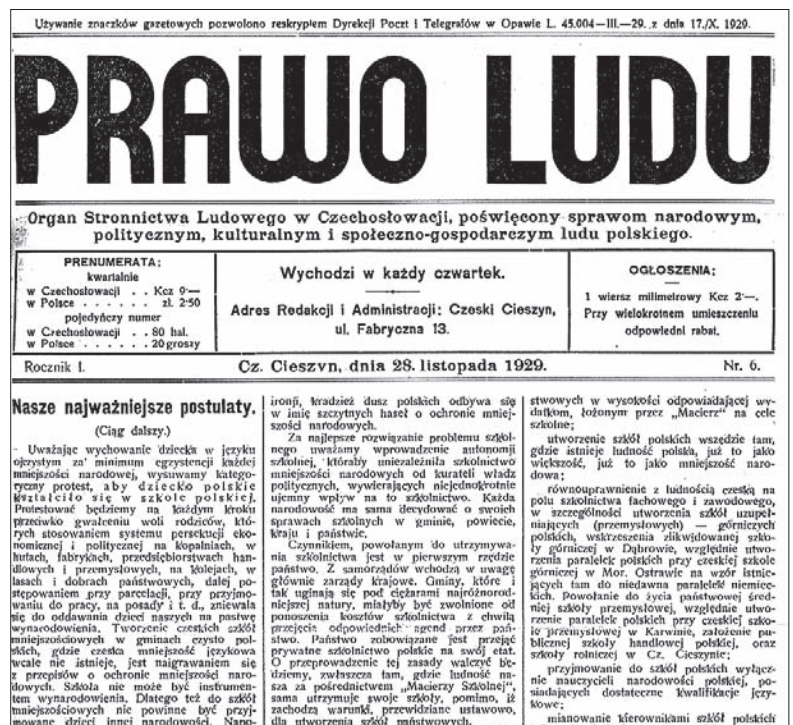 Używanie znaczków gazetowych pozwolono reskryptem Dyrekcji Poczt i Telegrafów w Opawie L. 45.004—III.—29. z dnia 17./X. 1929.
PRAWO LUDU
Organ Stronnictwa Ludowego w Czechosłowacji, poświęcony sprawom narodowym,
politycznym, kulturalnym i społeczno-gospodarczym ludu polskiego.
PRENUMERATA:
kwartalnie
w Czechosłowacji . . Kcz 9·—
w Polsce . . . . . . zł. 2·50
pojedyńczy numer
w Czechosłowacji . . 80 hal.
w Polsce . . . . . . 20 groszy
Wychodzi w każdy czwartek.
Adres Redakcji i Administracji: Czeski Cieszyn,
ul. Fabryczna 13.
OGŁOSZENIA:
1 wiersz milimetrowy Kcz 2·—.
Przy wielokrotnem umieszczeniu
odpowiedni rabat.
Rocznik I.
Cz. Cieszyn, dnia 28. listopada 1929.
Nr. 6.
Nasze najważniejsze postulaty.
(Ciąg dalszy.)
Uważając wychowanie dziecka w języku
ojczystym za minimum egzystencji każdej
mniejszości narodowej, wysuwamy katego-
ryczny protest, aby dziecko polskie
kształciło się w szkole polskiej.
Protestować będziemy na każdym kroku
przeciwko gwałceniu woli rodziców, któ-
rych stosowaniem systemu persekucji eko-
nomicznej i politycznej na kopalniach, w
hutach, fabrykach, przedsiębiorstwach han-
dlowych i przemysłowych, na kolejach, w
lasach i dobrach państwowych, dalej po-
stępowaniem przy parcelacji, przy przyjmo-
waniu do pracy, na posady i t. d., zniewala
się do oddawania dzieci naszych na pastwę
wynarodowienia. Tworzenie czeskich szkół
mniejszościowych w gminach czysto pol-
skich, gdzie czeska mniejszość językowa
wcale nie istnieje, jest naigrawaniem się
z przepisów o ochronie mniejszości naro-
dowych. Szkoła nie może być instrumen-
tem wynarodowienia. Dlatego też do szkół
mniejszościowych nie powinne być przyj-
mowane dzieci innej narodowości. Naro-
ironji, kradzież dusz polskich odbywa się
w imię szczytnych haseł o ochronie mniej-
szości narodowych.
Za najlepsze rozwiązanie problemu szkol-
nego uważamy wprowadzenie autonomji
szkolnej, któraby uniezależniła szkolnictwo
mniejszości narodowych od kurateli władz
politycznych, wywierających niejednokrotnie
ujemny wpływ na to szkolnictwo. Każda
narodowość ma sama decydować o swoich
sprawach szkolnych w gminie, powiecie,
kraju i państwie.
Czynnikiem, powołanym do utrzymywa-
nia szkolnictwa jest w pierwszym rzędzie
państwo. Z samorządów wchodzą w uwagę
głównie zarządy krajowe. Gminy, które i
tak uginają się pod ciężarami najróżnorod-
niejszej natury, miałyby być zwolnione od
ponoszenia kosztów szkolnictwa z chwilą
przejęcia odpowiednich agend przez pań-
stwo. Państwo zobowiązane jest przejąć
prywatne szkolnictwo polskie na swój etat.
O przeprowadzenie tej zasady walczyć bę-
dziemy, zwłaszcza tam, gdzie ludność na-
sza za pośrednictwem „Macierzy Szkolnej",
sama utrzymuje swoje szkoły, pomimo, iż
zachodzą warunki, przewidziane ustawowo,
dla utworzenia szkół państwowych.
stwowych w wysokości odpowiadającej wy-
datkom, łożonym przez „Macierz" na cele
szkolne;
utworzenie szkół polskich wszędzie tam,
gdzie istnieje ludność polska, już to jako
większość, już to jako mniejszość naro-
dowa;
równouprawnienie z ludnością czeską na
polu szkolnictwa fachowego i zawodowego,
w szczególności utworzenia szkół uzupeł-
niających (przemysłowych) — górniczych
polskich, wskrzeszenia zlikwidowanej szko-
ły górniczej w Dąbrowie, względnie utwo-
rzenia paralelek polskich przy czeskiej szkole
górniczej w Mor. Ostrawie na wzór istnie-
jących tam do niedawna paralelek niemiec-
kich. Powołanie do życia państwowej śred-
niej szkoły przemysłowej, względnie utwo-
rzenie paralelek polskich przy czeskiej szko-
le przemysłowej w Karwinie, założenie pu-
blicznej szkoły handlowej polskiej, oraz
szkoły rolniczej w Cz. Cieszynie;
przyjmowanie do szkół polskich wyłącz-
nie nauczycieli narodowości polskiej, po-
siadających dostateczne kwalifikacje języ-
kowe;
mianowanie kierownikami szkół polskich